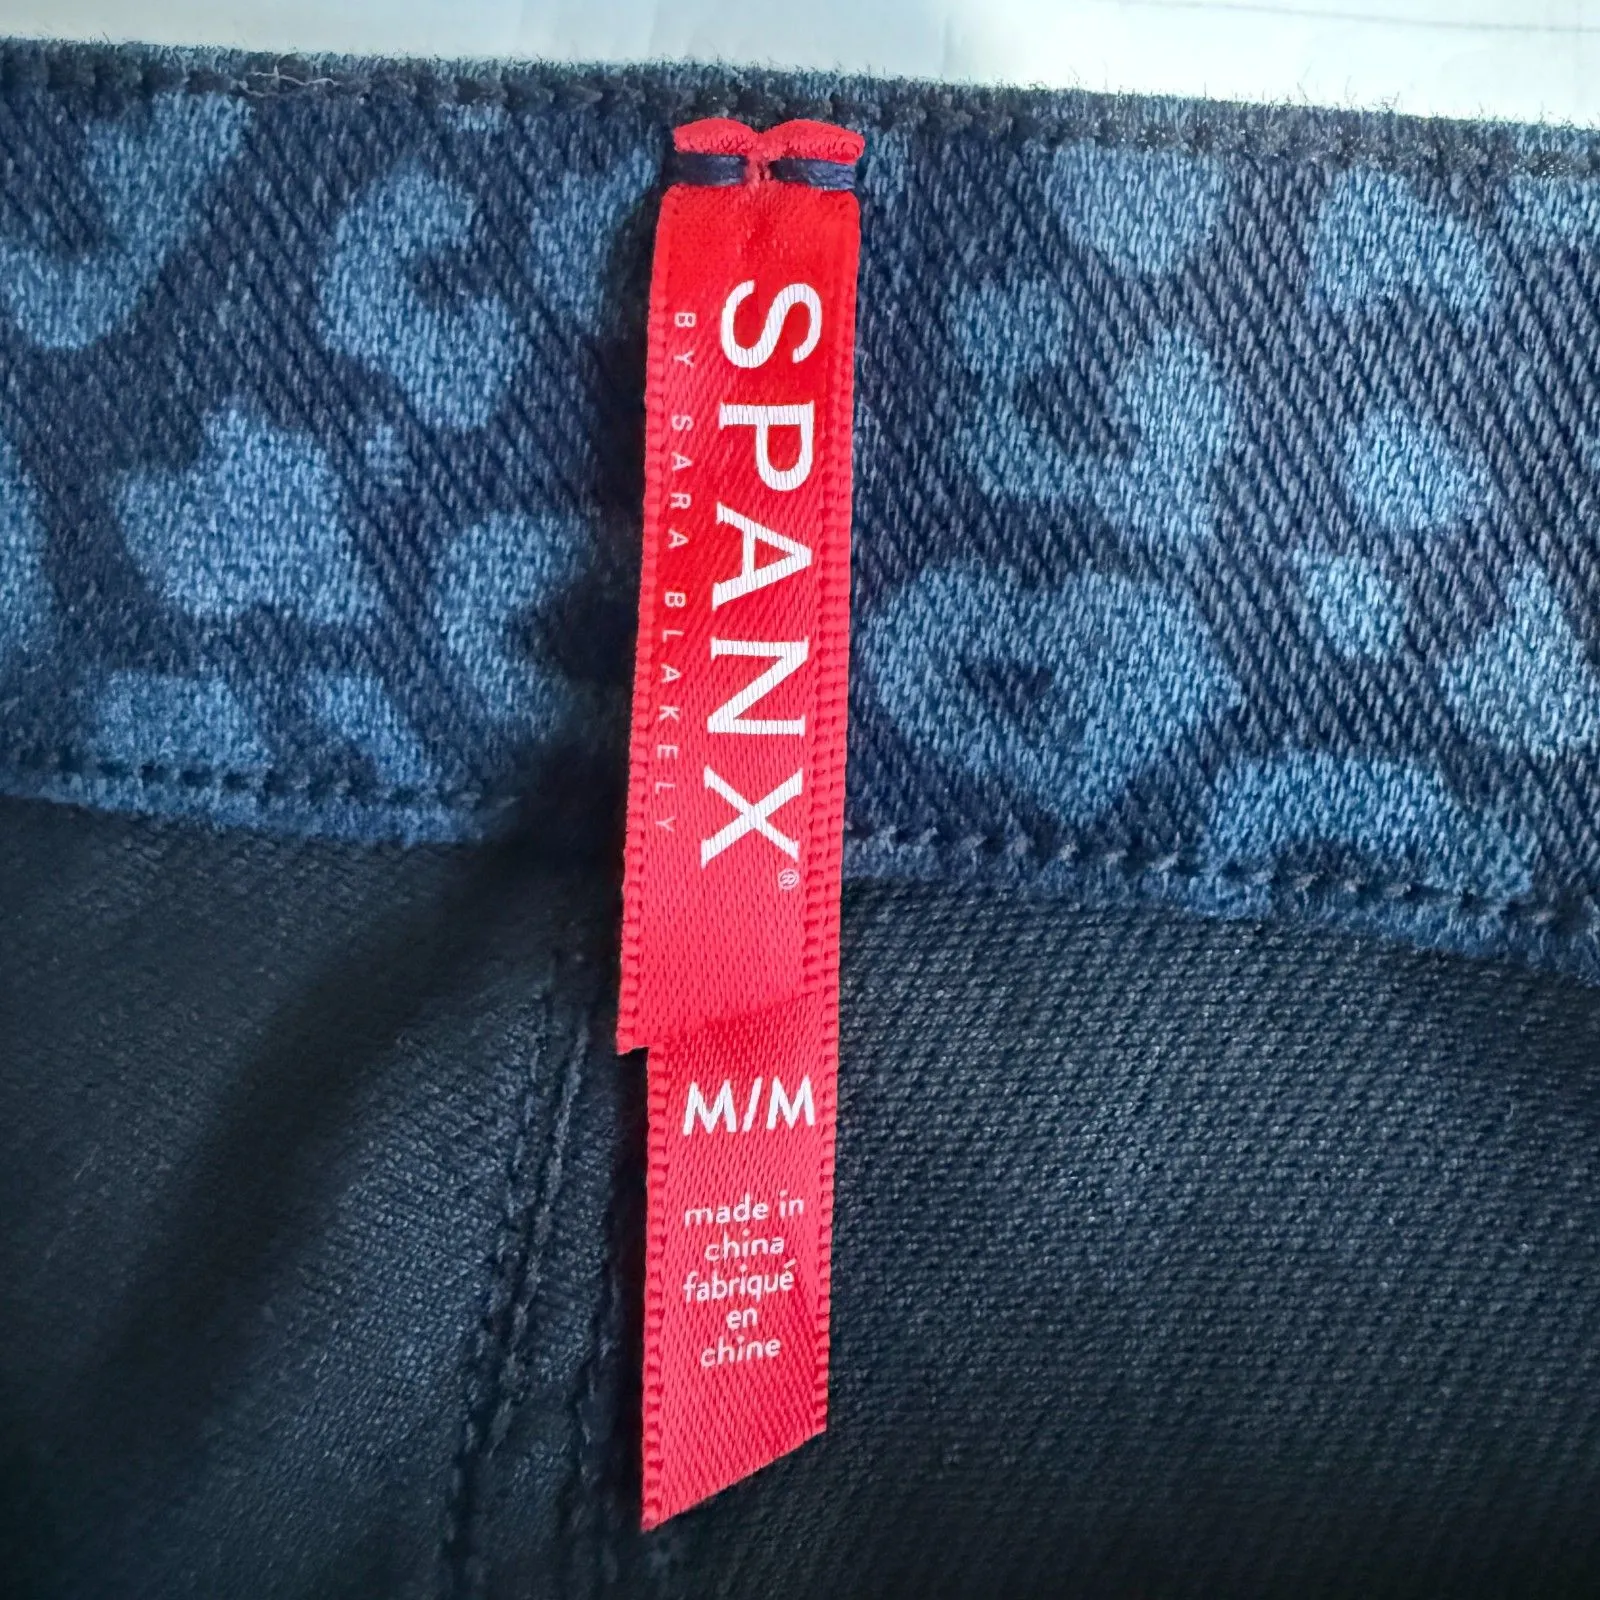 SPANX®
BY SARA BLAKELY
M/M
made in
china
fabriqué
en
chine